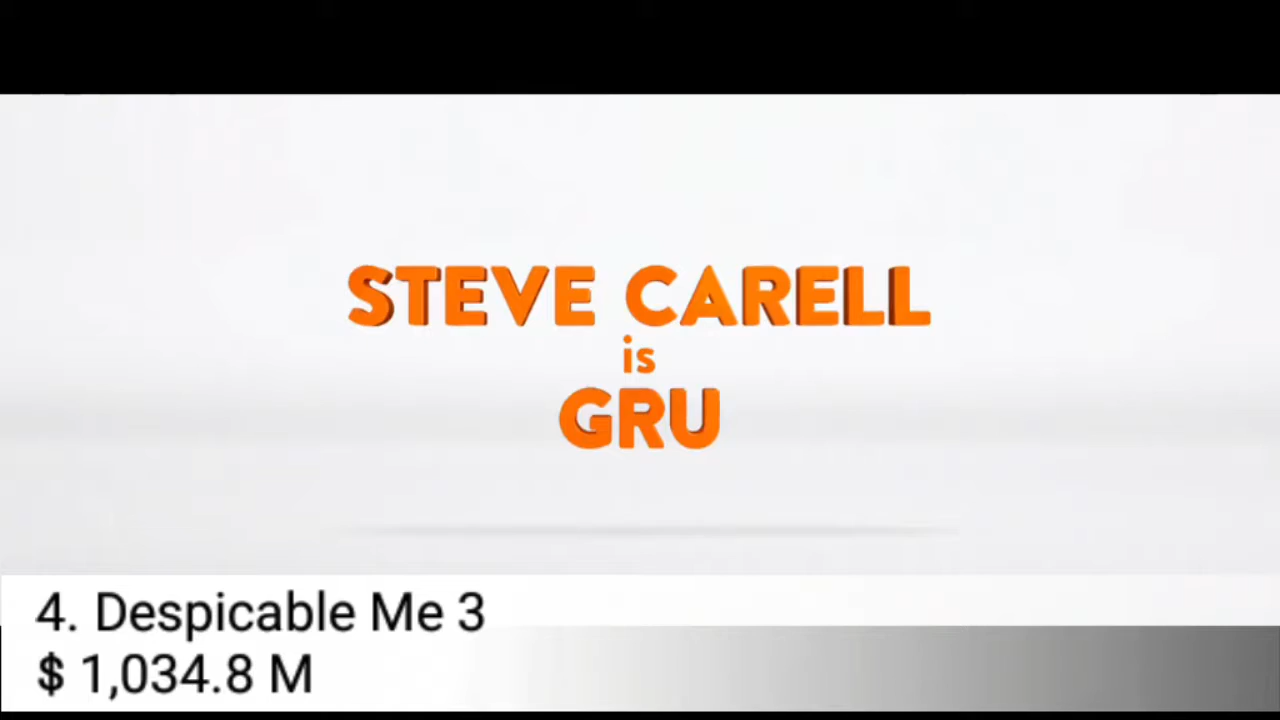 STEVE CARELL
is
GRU
4. Despicable Me 3
$ 1,034.8 M